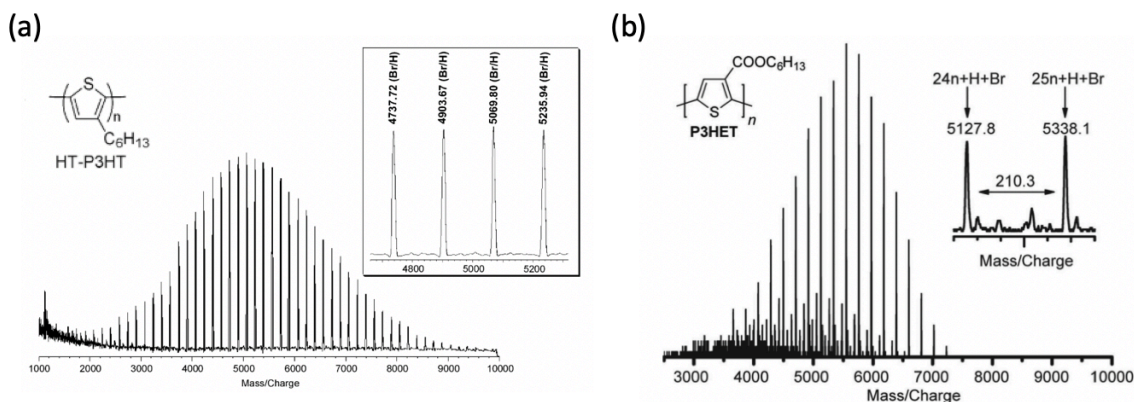 (a)
S
n
C6H13
HT-P3HT
4737.72 (Br/H)
4903.67 (Br/H)
5069.80 (Br/H)
5235.94 (Br/H)
4800 5000 5200
1000 2000 3000 4000 5000 6000 7000 8000 9000 10000
Mass/Charge
(b)
COOC6H13
S
n
P3HET
24n+H+Br 25n+H+Br
5127.8 5338.1
210.3
Mass/Charge
3000 4000 5000 6000 7000 8000 9000 10000
Mass/Charge